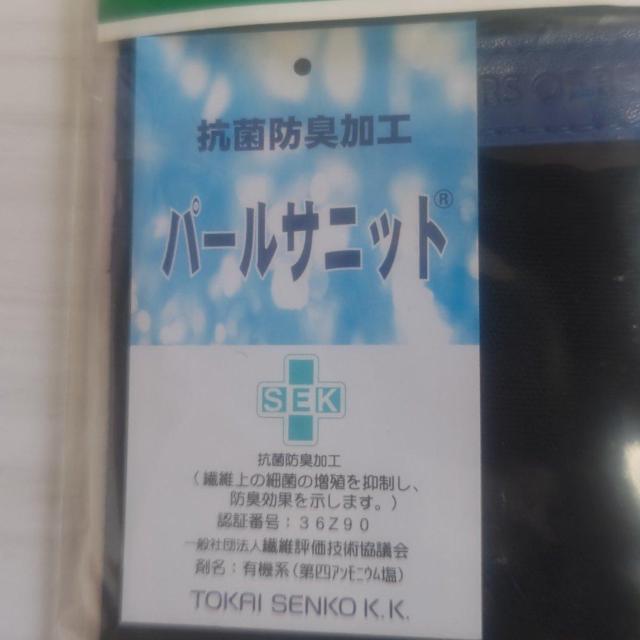 抗菌防臭加工
パールサニット®
SEK
抗菌防臭加工
(繊維上の細菌の増殖を抑制し、
防臭効果を示します。)
認証番号:36Z90
一般社団法人繊維評価技術協議会
剤名:有機系(第四アンモニウム塩)
TOKAI SENKO K.K.
RS OF